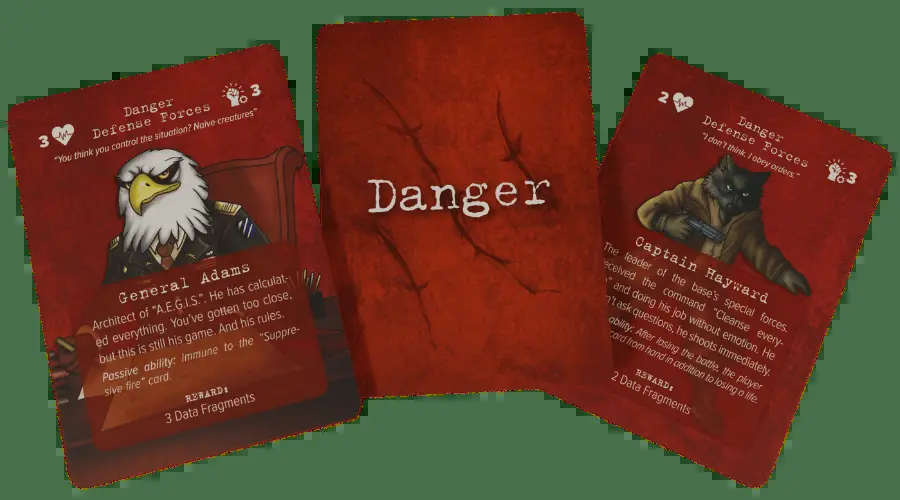 Danger
Defense Forces
3
3
"You think you control the situation? Naive creatures"
General Adams
Architect of "A.E.G.I.S.", He has calculat-
ed everything. You've gotten too close,
but this is still his game. And his rules.
Passive ability: Immune to the "Suppre-
sive fire" card.
REWARD:
3 Data Fragments
Danger
2
Danger
Defense Forces
3
"I don't think, I obey orders."
Captain Hayward
The leader of the base's special forces.
eceived the command "Cleanse every-
" and doing his job without emotion. He
n't ask questions, he shoots immediately.
ability: After losing the battle, the player
card from hand in addition to losing a life.
REWARD:
2 Data Fragments